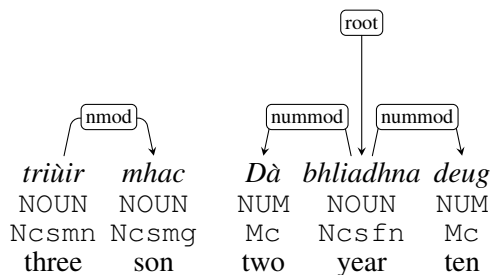 root
nmod nummod nummod
triùir mhac Dà bhliadhna deug
NOUN NOUN NUM NOUN NUM
Ncsmn Ncsmg Mc Ncsfn Mc
three son two year ten